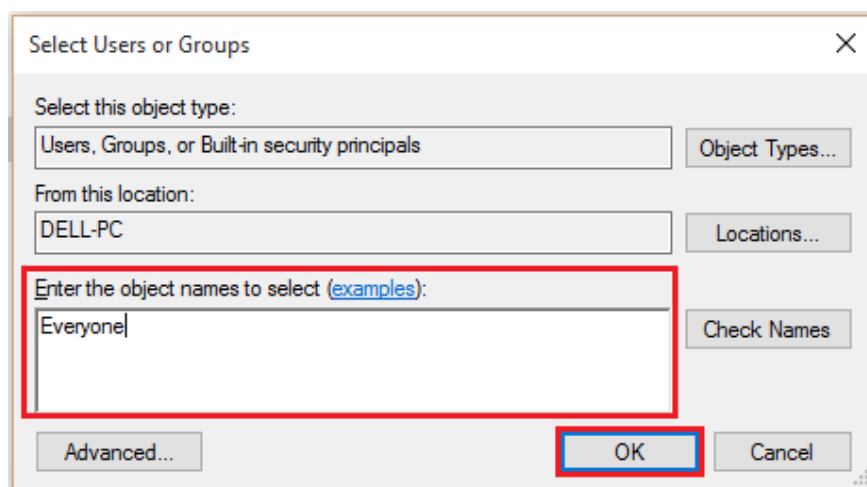 Select Users or Groups
Select this object type:
Users, Groups, or Built-in security principals
Object Types...
From this location:
DELL-PC
Locations...
Enter the object names to select (examples):
Everyone
Check Names
Advanced...
OK
Cancel